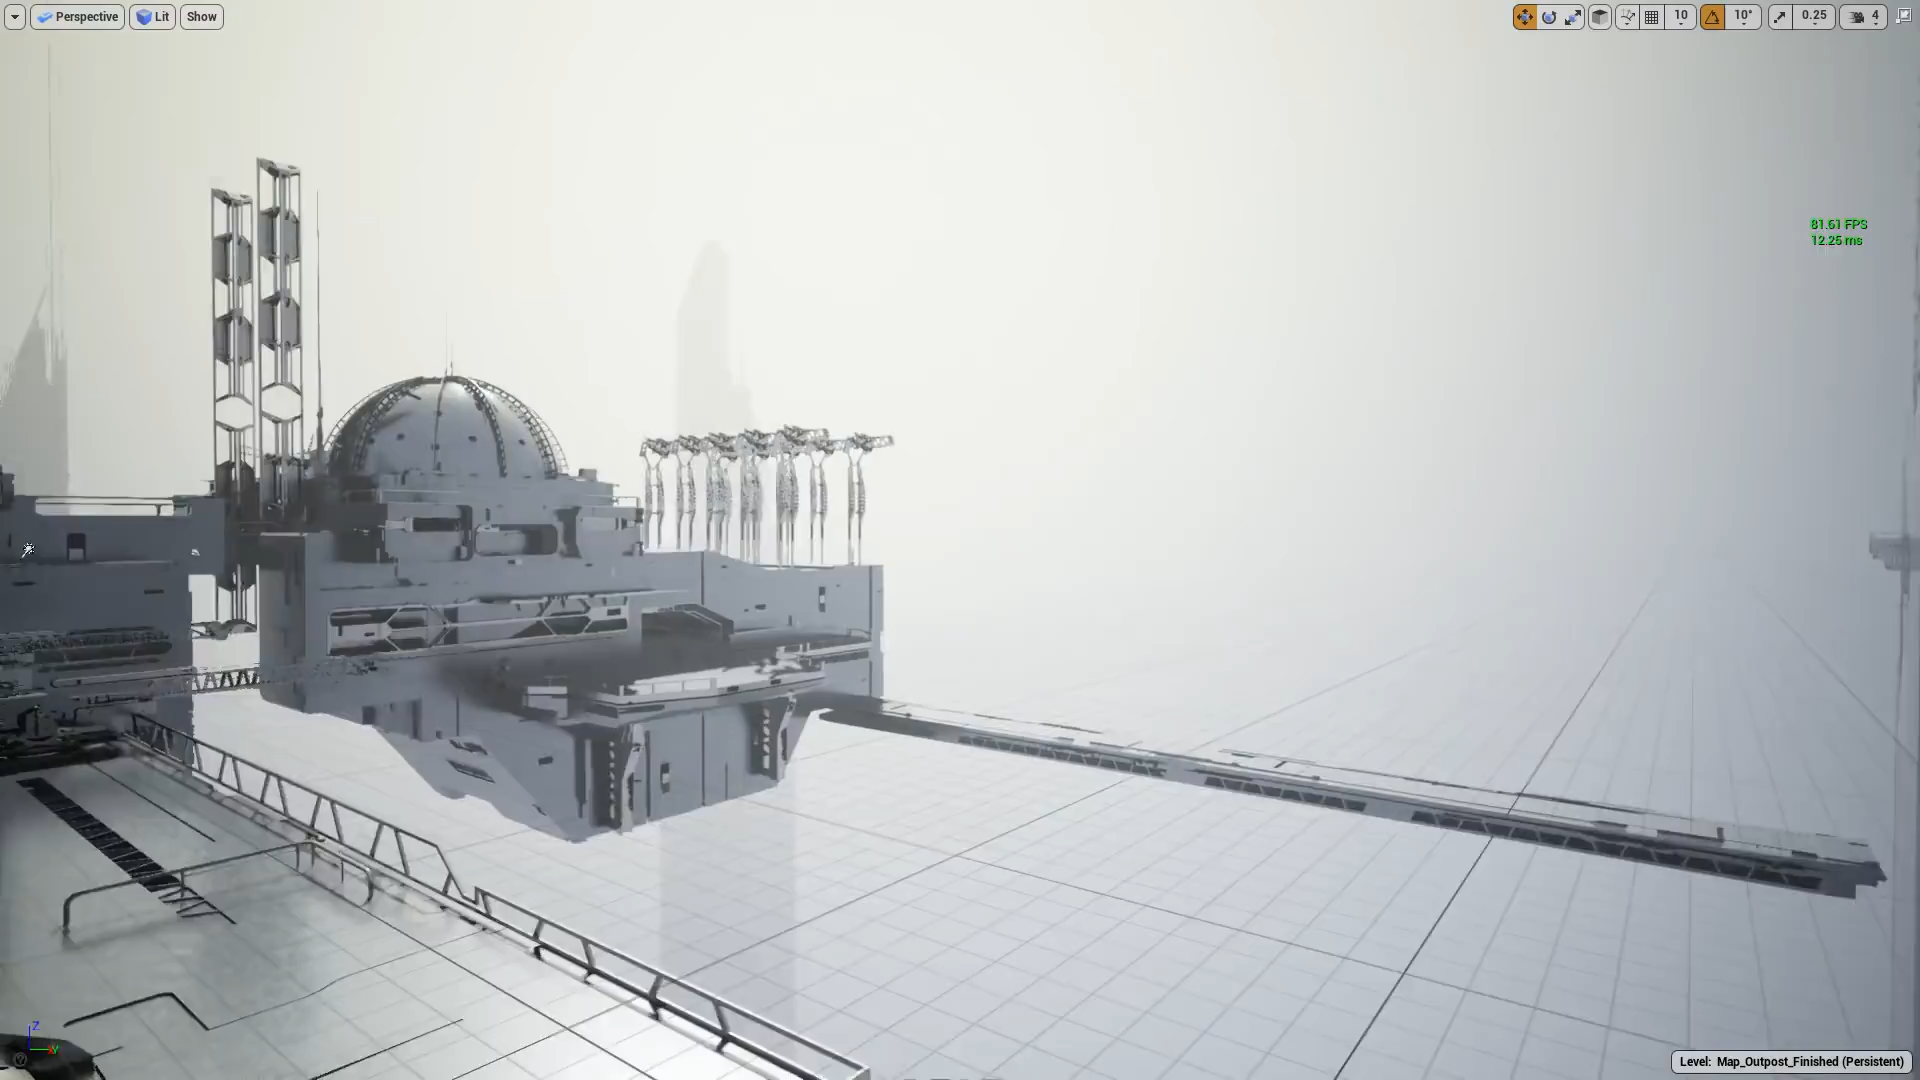 Perspective Lit Show 10 10° 0.25 4
81.61 FPS
12.25 ms
Z
Y
Level: Map_Outpost_Finished (Persistent)